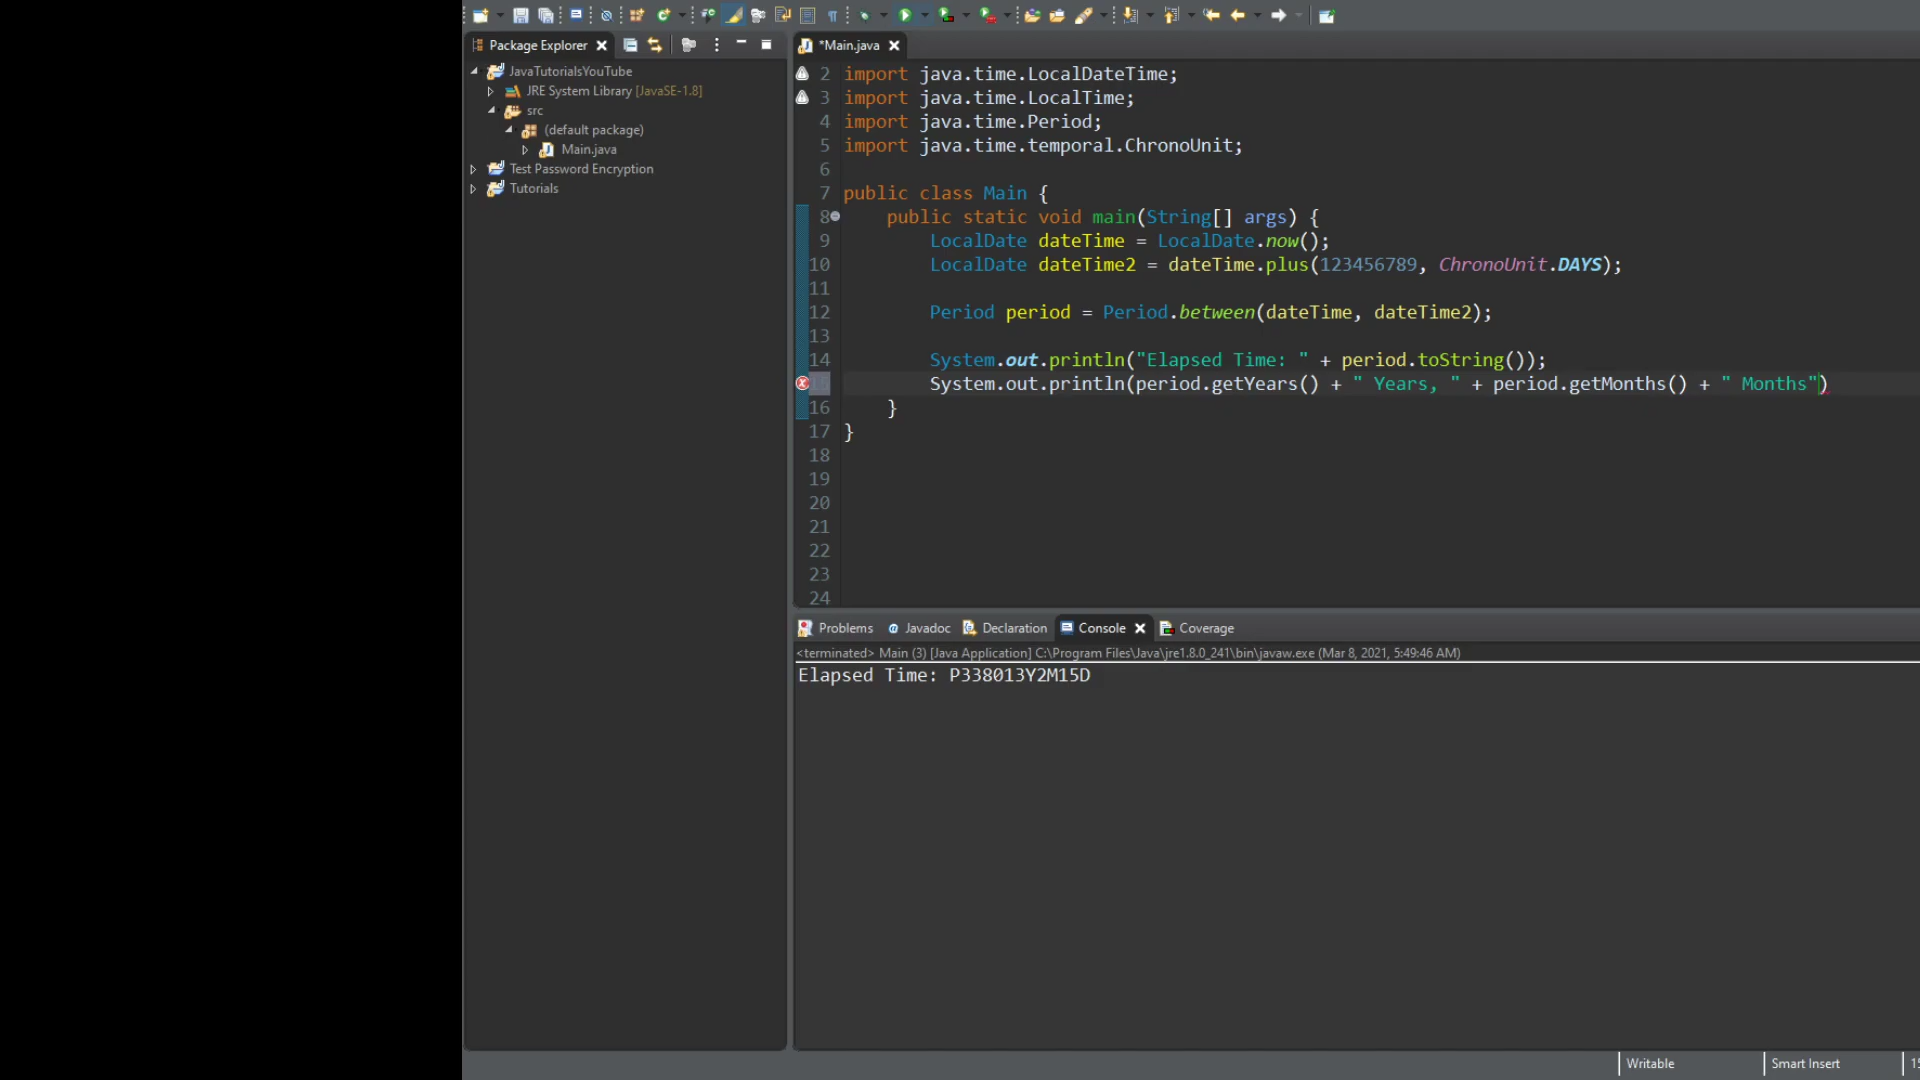 Package Explorer
*Main.java
JavaTutorialsYouTube
JRE System Library [JavaSE-1.8]
src
(default package)
Main.java
Test Password Encryption
Tutorials
2 import java.time.LocalDateTime;
3 import java.time.LocalTime;
4 import java.time.Period;
5 import java.time.temporal.ChronoUnit;
6
7 public class Main {
8 public static void main(String[] args) {
9 LocalDate dateTime = LocalDate.now();
10 LocalDate dateTime2 = dateTime.plus(123456789, ChronoUnit.DAYS);
11
12 Period period = Period.between(dateTime, dateTime2);
13
14 System.out.println("Elapsed Time: " + period.toString());
System.out.println(period.getYears() + " Years, " + period.getMonths() + " Months")
16 }
17 }
18
19
20
21
22
23
24
Problems Javadoc Declaration Console Coverage
<terminated> Main (3) [Java Application] C:\Program Files\Java\jre1.8.0_241\bin\javaw.exe (Mar 8, 2021, 5:49:46 AM)
Elapsed Time: P338013Y2M15D
Writable Smart Insert